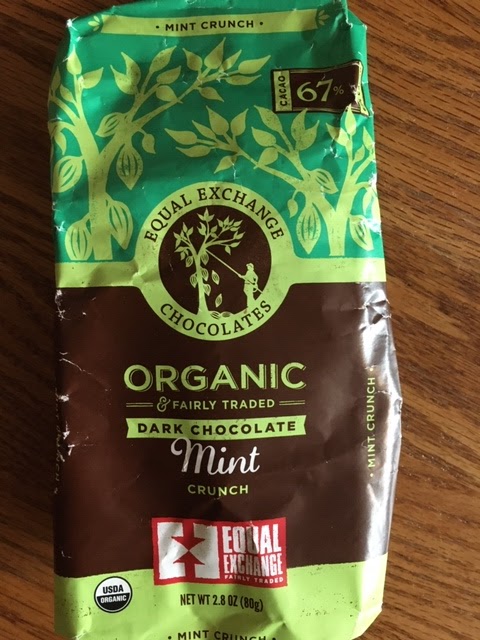 • MINT CRUNCH •
CACAO 67%
EQUAL EXCHANGE
CHOCOLATES
ORGANIC
& FAIRLY TRADED
DARK CHOCOLATE
Mint
CRUNCH
• MINT CRUNCH •
EQUAL
EXCHANGE
FAIRLY TRADED
USDA
ORGANIC
NET WT 2.8 OZ (80g)
• MINT CRUNCH •